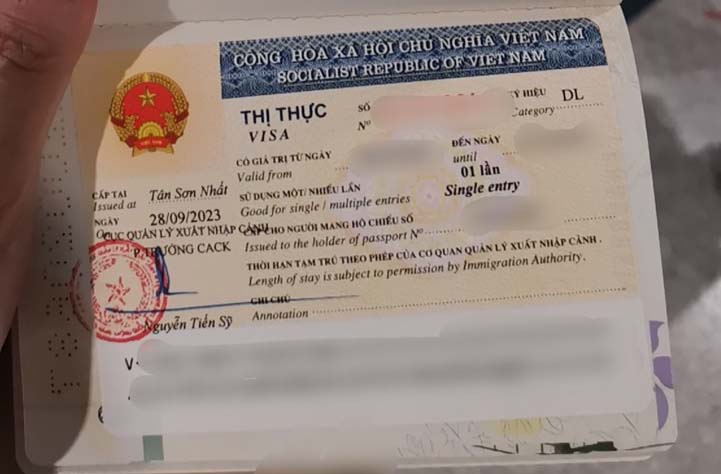 CỘNG HÒA XÃ HỘI CHỦ NGHĨA VIỆT NAM
SOCIALIST REPUBLIC OF VIET NAM
THỊ THỰC
VISA
SỐ
Nº
KÝ HIỆU DL
Category
CÓ GIÁ TRỊ TỪ NGÀY
Valid from
ĐẾN NGÀY
until
CẤP TẠI Tân Sơn Nhất
Issued at
SỬ DỤNG MỘT/NHIỀU LẦN 01 lần
Good for single / multiple entries Single entry
NGÀY 28/09/2023
On
CỤC QUẢN LÝ XUẤT NHẬP CẢNH
P.TRƯỞNG CACK
CẤP CHO NGƯỜI MANG HỘ CHIẾU SỐ
Issued to the holder of passport Nº
THỜI HẠN TẠM TRÚ THEO PHÉP CỦA CƠ QUAN QUẢN LÝ XUẤT NHẬP CẢNH .
Length of stay is subject to permission by Immigration Authority.
GHI CHÚ
Annotation
Nguyễn Tiến Sỹ